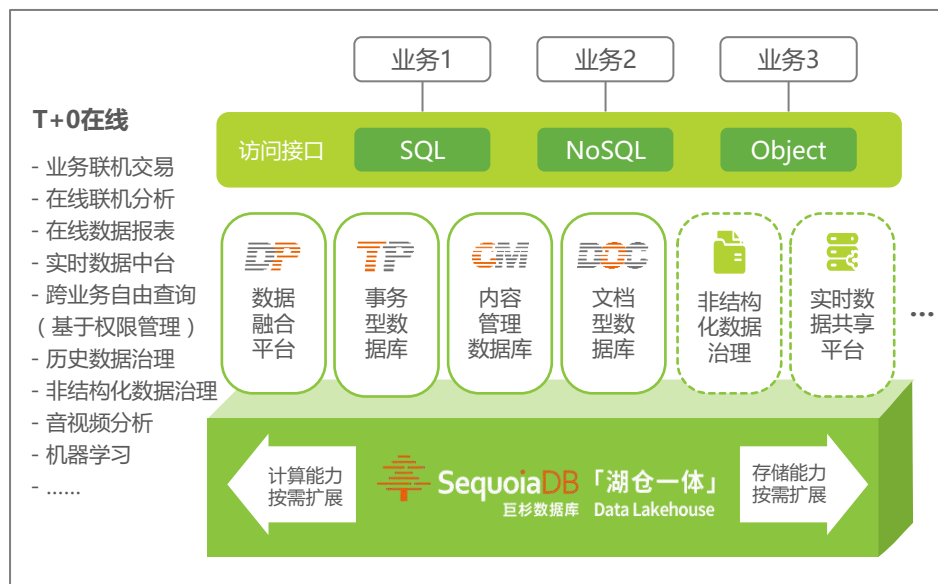 业务1
业务2
业务3
T+0在线
- 业务联机交易
- 在线联机分析
- 在线数据报表
- 实时数据中台
- 跨业务自由查询
（基于权限管理）
- 历史数据治理
- 非结构化数据治理
- 音视频分析
- 机器学习
- ......
访问接口
SQL
NoSQL
Object
DP
数据
融合
平台
TP
事务
型数
据库
CM
内容
管理
数据库
DOC
文档
型数
据库
非结构
化数据
治理
实时数
据共享
平台
...
计算能力
按需扩展
SequoiaDB「湖仓一体」
巨杉数据库 Data Lakehouse
存储能力
按需扩展